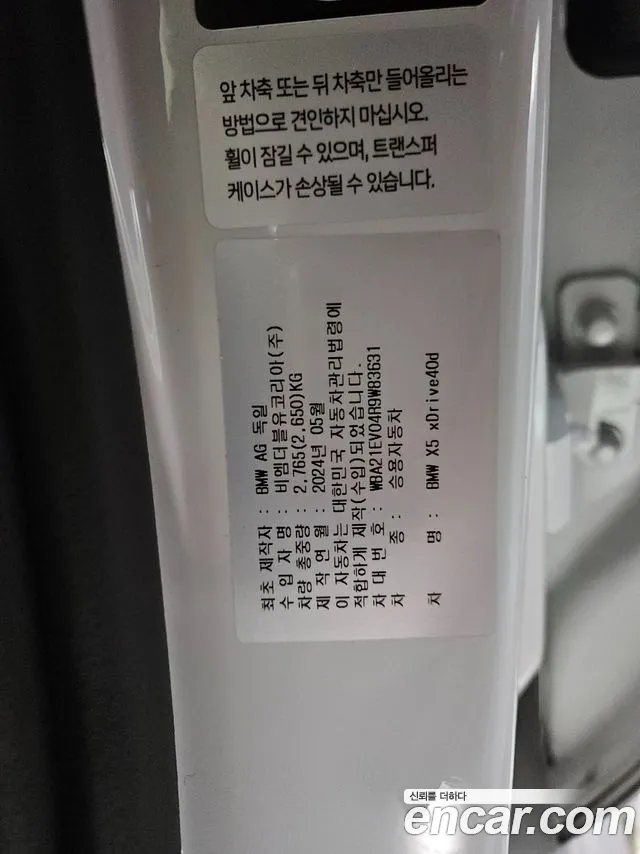 앞 차축 또는 뒤 차축만 들어올리는
방법으로 견인하지 마십시오.
휠이 잠길 수 있으며, 트랜스퍼
케이스가 손상될 수 있습니다.
최초 제작자 : BMW AG 독일
수 입 자 명 : 비엠더블유코리아(주)
차량 총중량 : 2,765(2,650)KG
제 작 연 월 : 2024년 05월
이 자동차는 대한민국 자동차관리법령에
적합하게 제작(수입)되었습니다.
차 대 번 호 : WBA21EV04R9W83631
차 종 : 승용자동차
차 명 : BMW X5 xDrive40d
신뢰를 더하다
encar.com